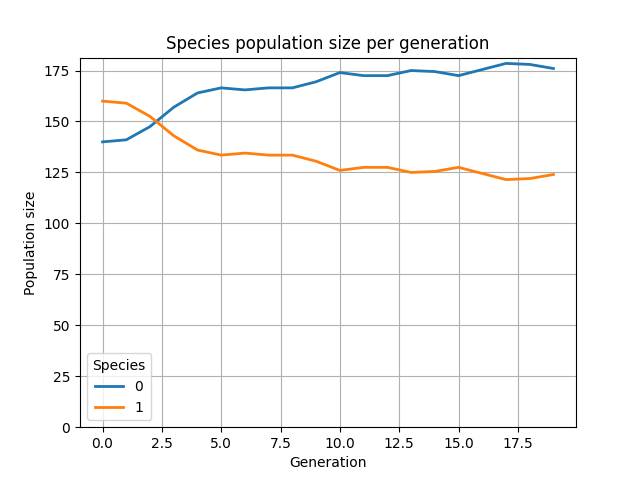 Species population size per generation
Population size
175
150
125
100
75
50
25
0
Species
0
1
0.0 2.5 5.0 7.5 10.0 12.5 15.0 17.5
Generation